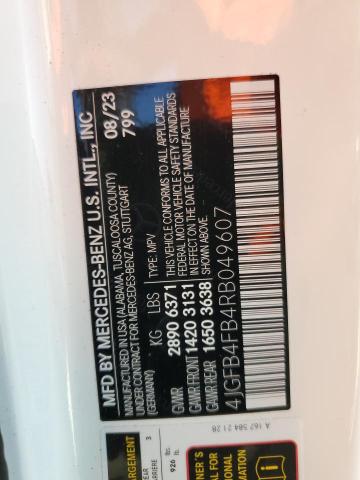 MFD BY MERCEDES-BENZ U.S. INTL., INC
08/23
MANUFACTURED IN USA (ALABAMA, TUSCALOOSA COUNTY)
799
UNDER CONTRACT FOR MERCEDES-BENZ AG, STUTTGART
(GERMANY)
KG LBS TYPE: MPV
GVWR 2890 6371 THIS VEHICLE CONFORMS TO ALL APPLICABLE
GAWR FRONT 1420 3131 FEDERAL MOTOR VEHICLE SAFETY STANDARDS
GAWR REAR 1650 3638 IN EFFECT ON THE DATE OF MANUFACTURE
SHOWN ABOVE.
4JGFB4FB4RB049607
A 167 584 21 28
3
lbs.
926